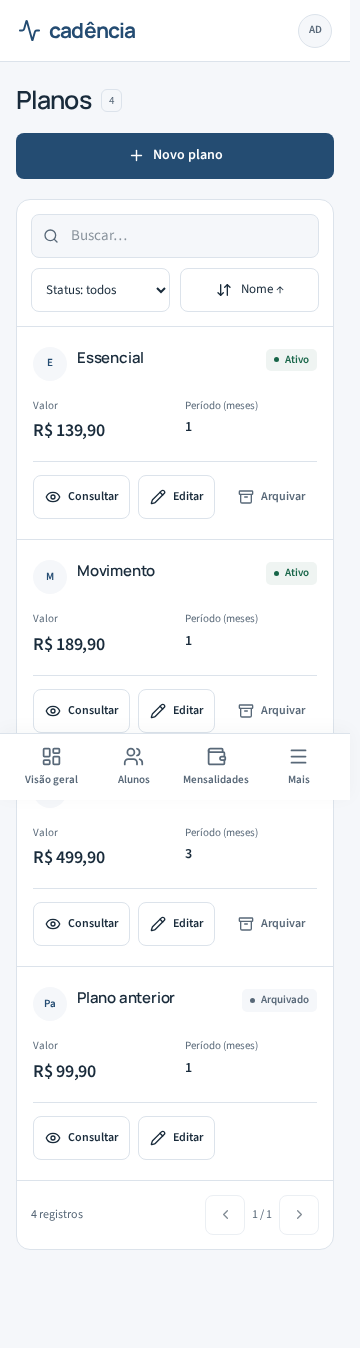 cadência
AD
Planos 4
Novo plano
Buscar...
Status: todos
Nome ↑
E Essencial Ativo
Valor Período (meses)
R$ 139,90 1
Consultar Editar Arquivar
M Movimento Ativo
Valor Período (meses)
R$ 189,90 1
Consultar Editar Arquivar
Visão geral Alunos Mensalidades Mais
Valor Período (meses)
R$ 499,90 3
Consultar Editar Arquivar
Pa Plano anterior Arquivado
Valor Período (meses)
R$ 99,90 1
Consultar Editar
4 registros 1 / 1